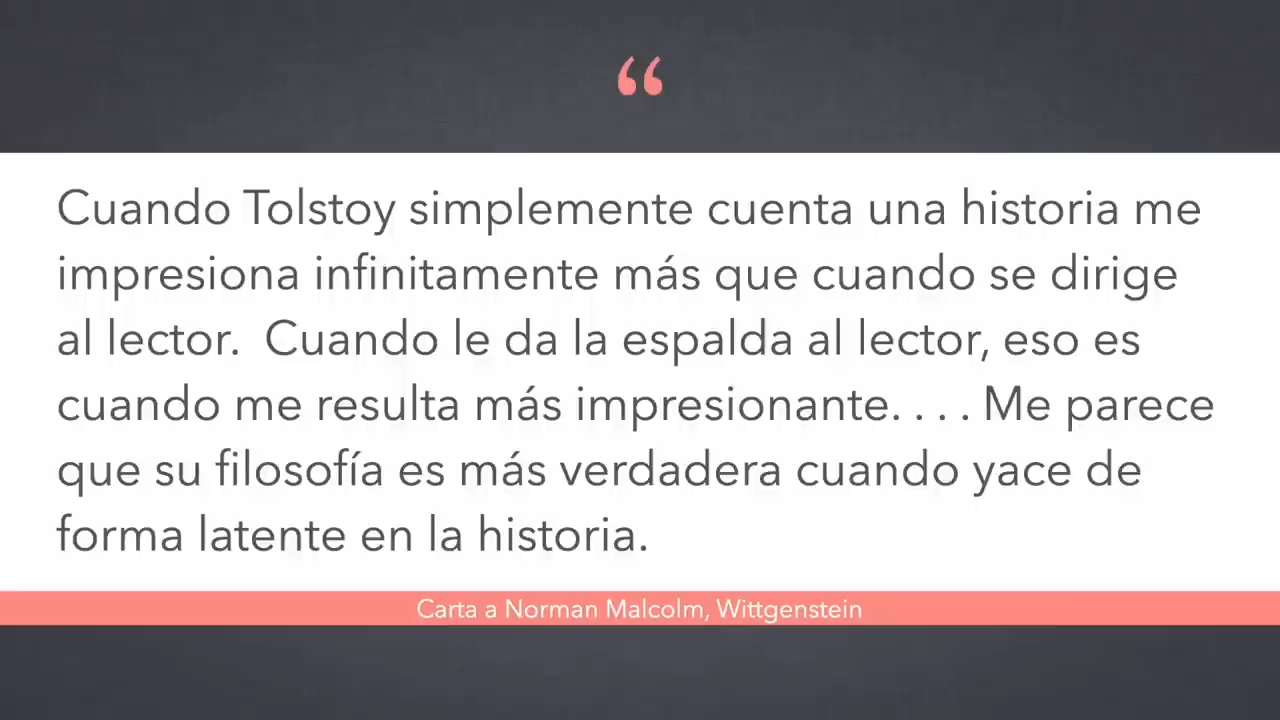 “
Cuando Tolstoy simplemente cuenta una historia me
impresiona infinitamente más que cuando se dirige
al lector.  Cuando le da la espalda al lector, eso es
cuando me resulta más impresionante. . . . Me parece
que su filosofía es más verdadera cuando yace de
forma latente en la historia.
Carta a Norman Malcolm, Wittgenstein